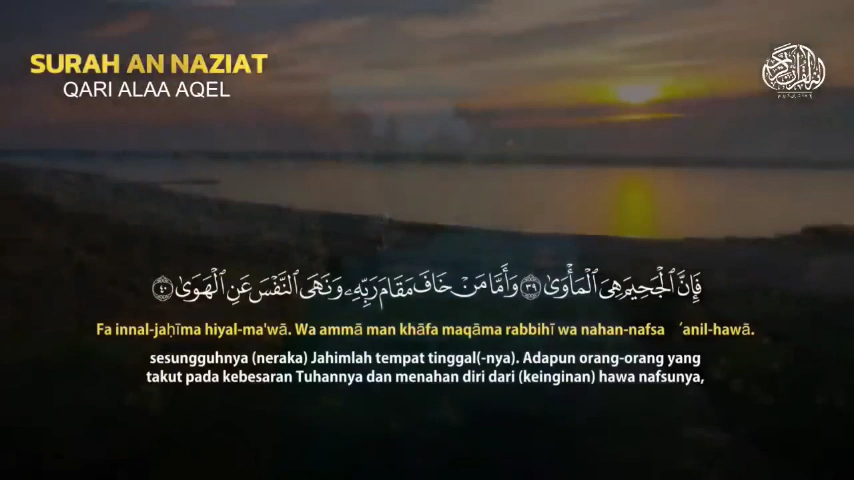 SURAH AN NAZIAT
QARI ALAA AQEL
فَإِنَّ ٱلْجَحِيمَ هِىَ ٱلْمَأْوَىٰ ٣٩ وَأَمَّا مَنْ خَافَ مَقَامَ رَبِّهِۦ وَنَهَى ٱلنَّفْسَ عَنِ ٱلْهَوَىٰ ٤٠
Fa innal-jaḥīma hiyal-ma'wā. Wa ammā man khāfa maqāma rabbihī wa nahan-nafsa ‘anil-hawā.
sesungguhnya (neraka) Jahimlah tempat tinggal(-nya). Adapun orang-orang yang
takut pada kebesaran Tuhannya dan menahan diri dari (keinginan) hawa nafsunya,